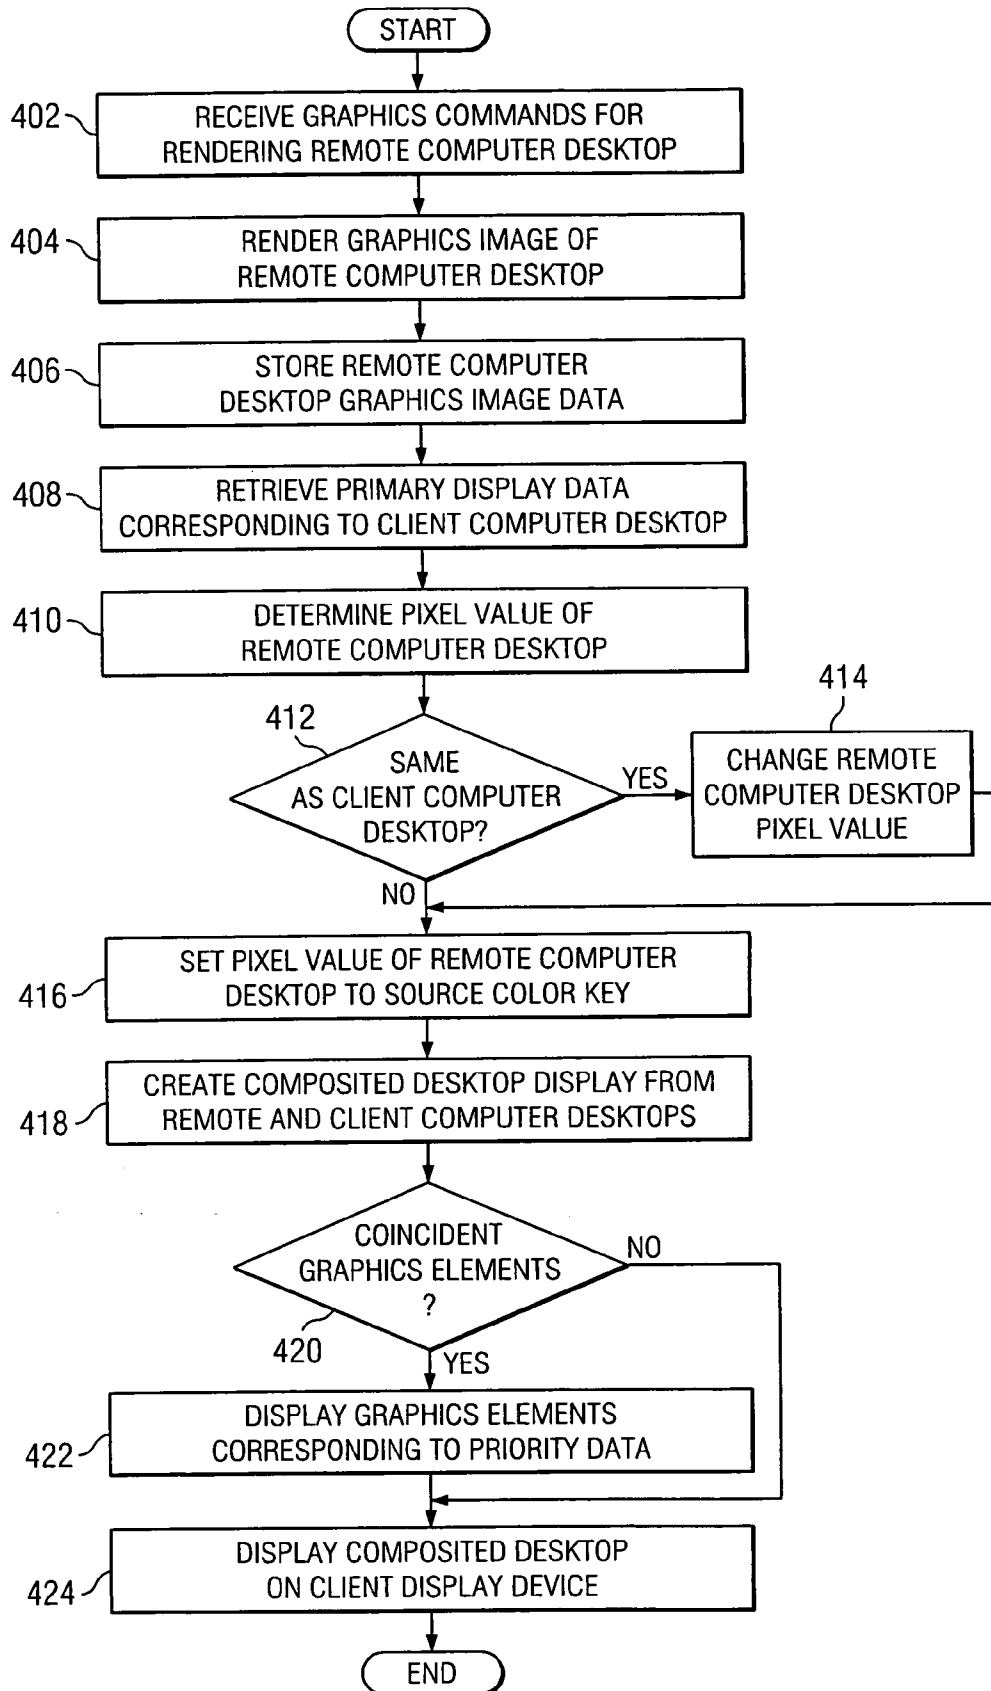 START
402
RECEIVE GRAPHICS COMMANDS FOR
RENDERING REMOTE COMPUTER DESKTOP
404
RENDER GRAPHICS IMAGE OF
REMOTE COMPUTER DESKTOP
406
STORE REMOTE COMPUTER
DESKTOP GRAPHICS IMAGE DATA
408
RETRIEVE PRIMARY DISPLAY DATA
CORRESPONDING TO CLIENT COMPUTER DESKTOP
410
DETERMINE PIXEL VALUE OF
REMOTE COMPUTER DESKTOP
412
SAME
AS CLIENT COMPUTER
DESKTOP?
YES
414
CHANGE REMOTE
COMPUTER DESKTOP
PIXEL VALUE
NO
416
SET PIXEL VALUE OF REMOTE COMPUTER
DESKTOP TO SOURCE COLOR KEY
418
CREATE COMPOSITED DESKTOP DISPLAY FROM
REMOTE AND CLIENT COMPUTER DESKTOPS
COINCIDENT
GRAPHICS ELEMENTS
?
NO
420
YES
422
DISPLAY GRAPHICS ELEMENTS
CORRESPONDING TO PRIORITY DATA
424
DISPLAY COMPOSITED DESKTOP
ON CLIENT DISPLAY DEVICE
END